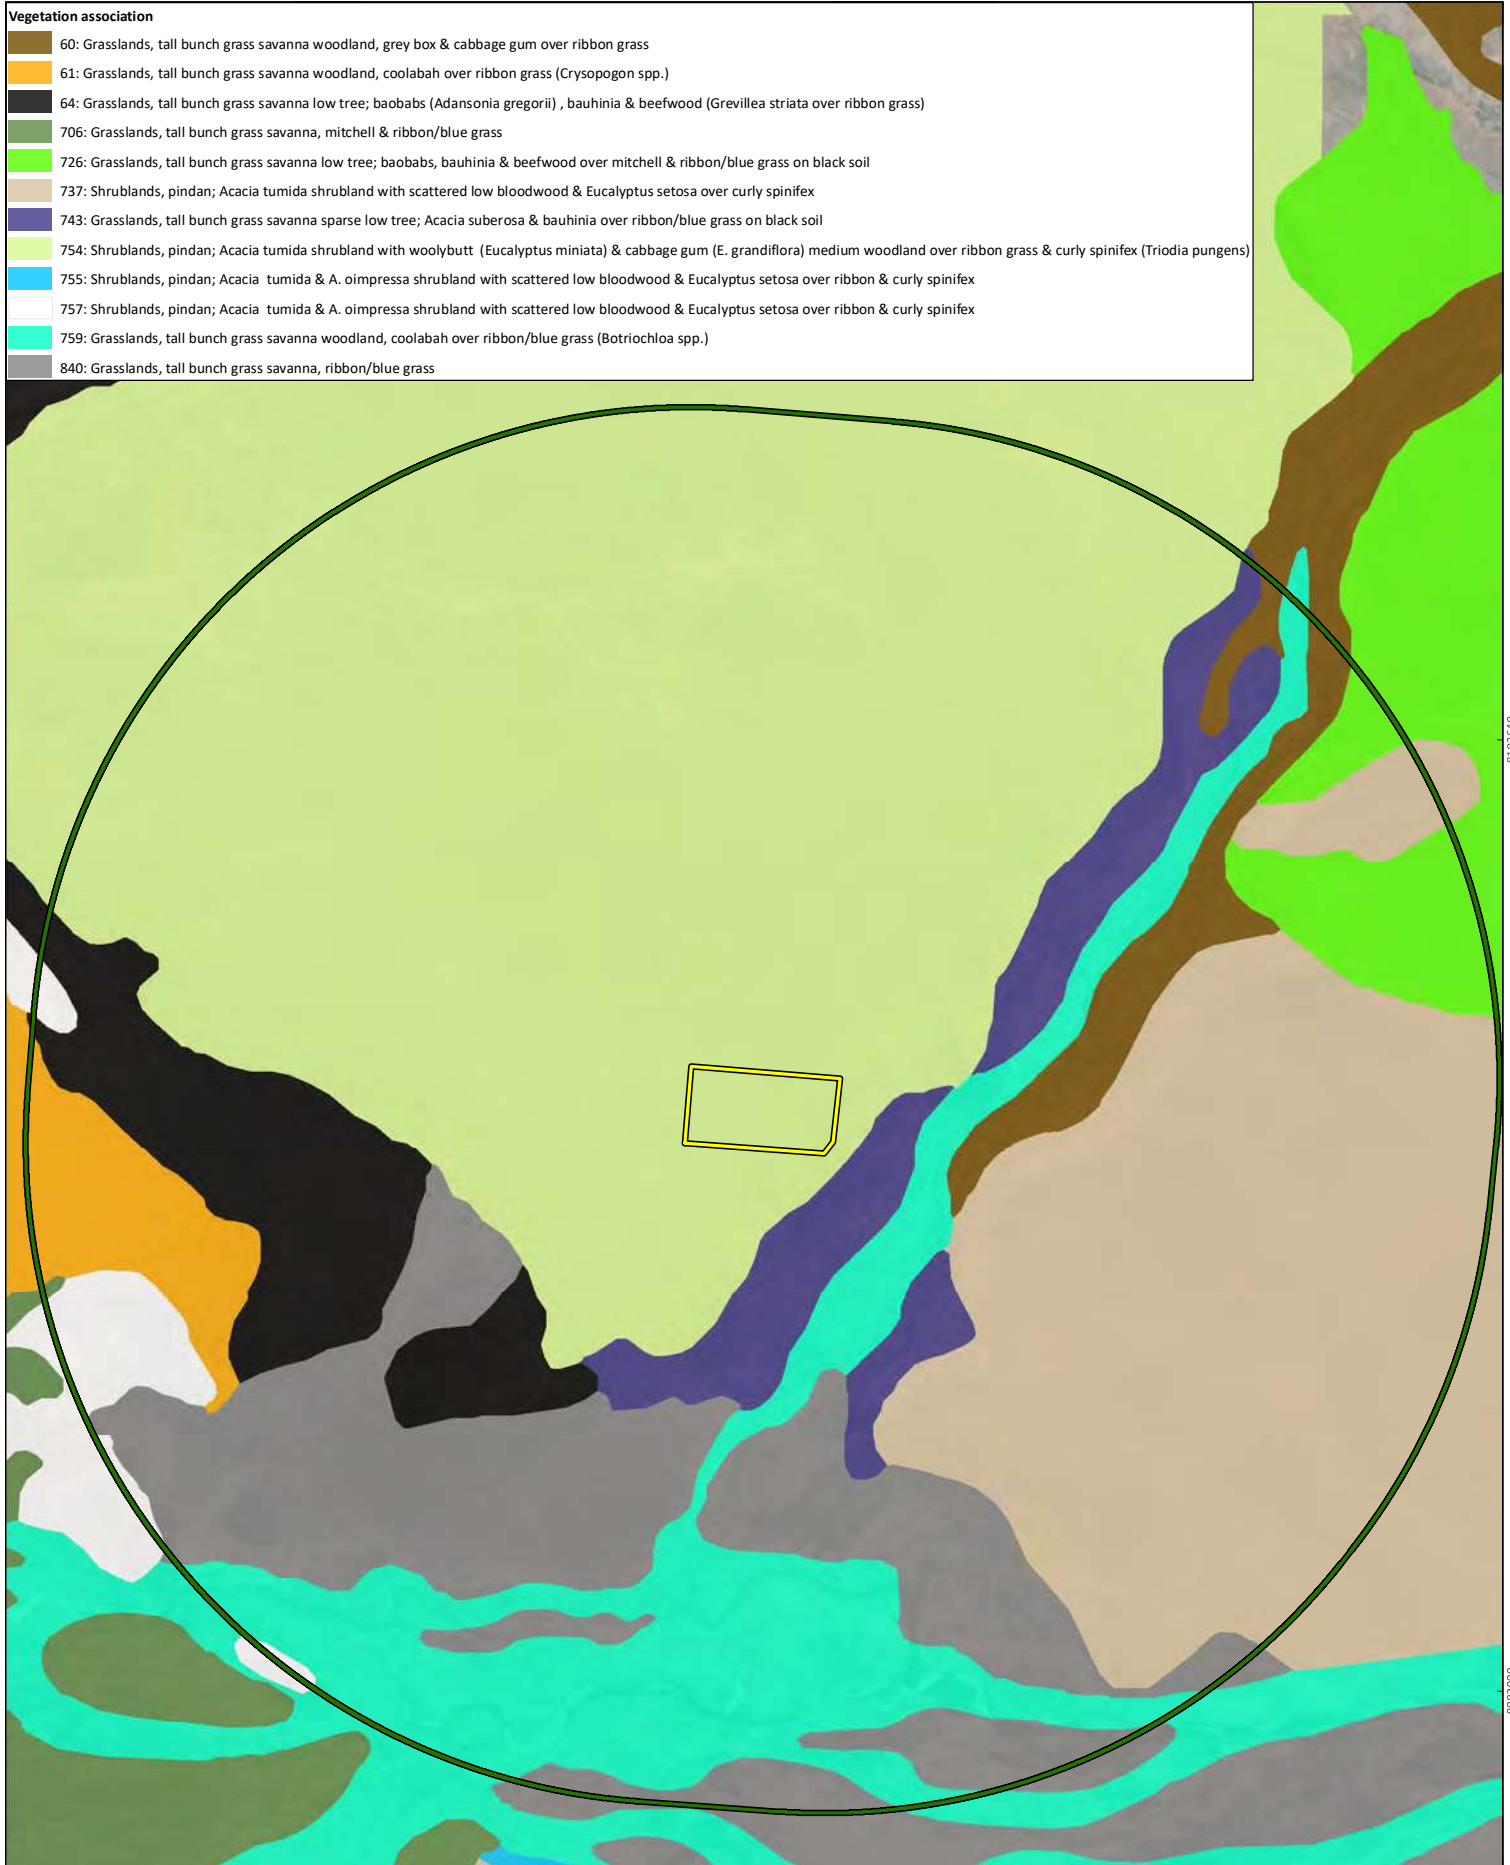 Vegetation association
60: Grasslands, tall bunch grass savanna woodland, grey box & cabbage gum over ribbon grass
61: Grasslands, tall bunch grass savanna woodland, coolabah over ribbon grass (Crysopogon spp.)
64: Grasslands, tall bunch grass savanna low tree; baobabs (Adansonia gregorii) , bauhinia & beefwood (Grevillea striata over ribbon grass)
706: Grasslands, tall bunch grass savanna, mitchell & ribbon/blue grass
726: Grasslands, tall bunch grass savanna low tree; baobabs, bauhinia & beefwood over mitchell & ribbon/blue grass on black soil
737: Shrublands, pindan; Acacia tumida shrubland with scattered low bloodwood & Eucalyptus setosa over curly spinifex
743: Grasslands, tall bunch grass savanna sparse low tree; Acacia suberosa & bauhinia over ribbon/blue grass on black soil
754: Shrublands, pindan; Acacia tumida shrubland with woolybutt (Eucalyptus miniata) & cabbage gum (E. grandiflora) medium woodland over ribbon grass & curly spinifex (Triodia pungens)
755: Shrublands, pindan; Acacia tumida & A. oimpressa shrubland with scattered low bloodwood & Eucalyptus setosa over ribbon & curly spinifex
757: Shrublands, pindan; Acacia tumida & A. oimpressa shrubland with scattered low bloodwood & Eucalyptus setosa over ribbon & curly spinifex
759: Grasslands, tall bunch grass savanna woodland, coolabah over ribbon/blue grass (Botriochloa spp.)
840: Grasslands, tall bunch grass savanna, ribbon/blue grass